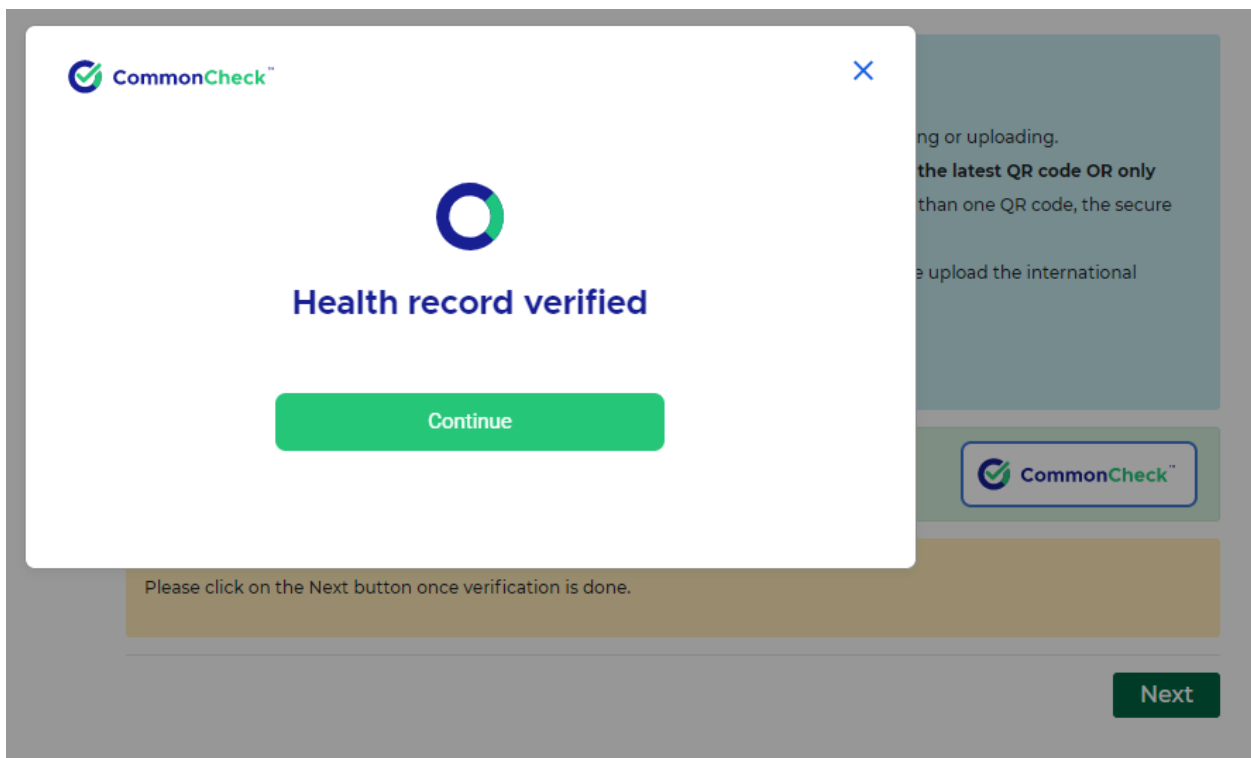 CommonCheck™
ng or uploading.
the latest QR code OR only
than one QR code, the secure
upload the international
Health record verified
Continue
CommonCheck™
Please click on the Next button once verification is done.
Next